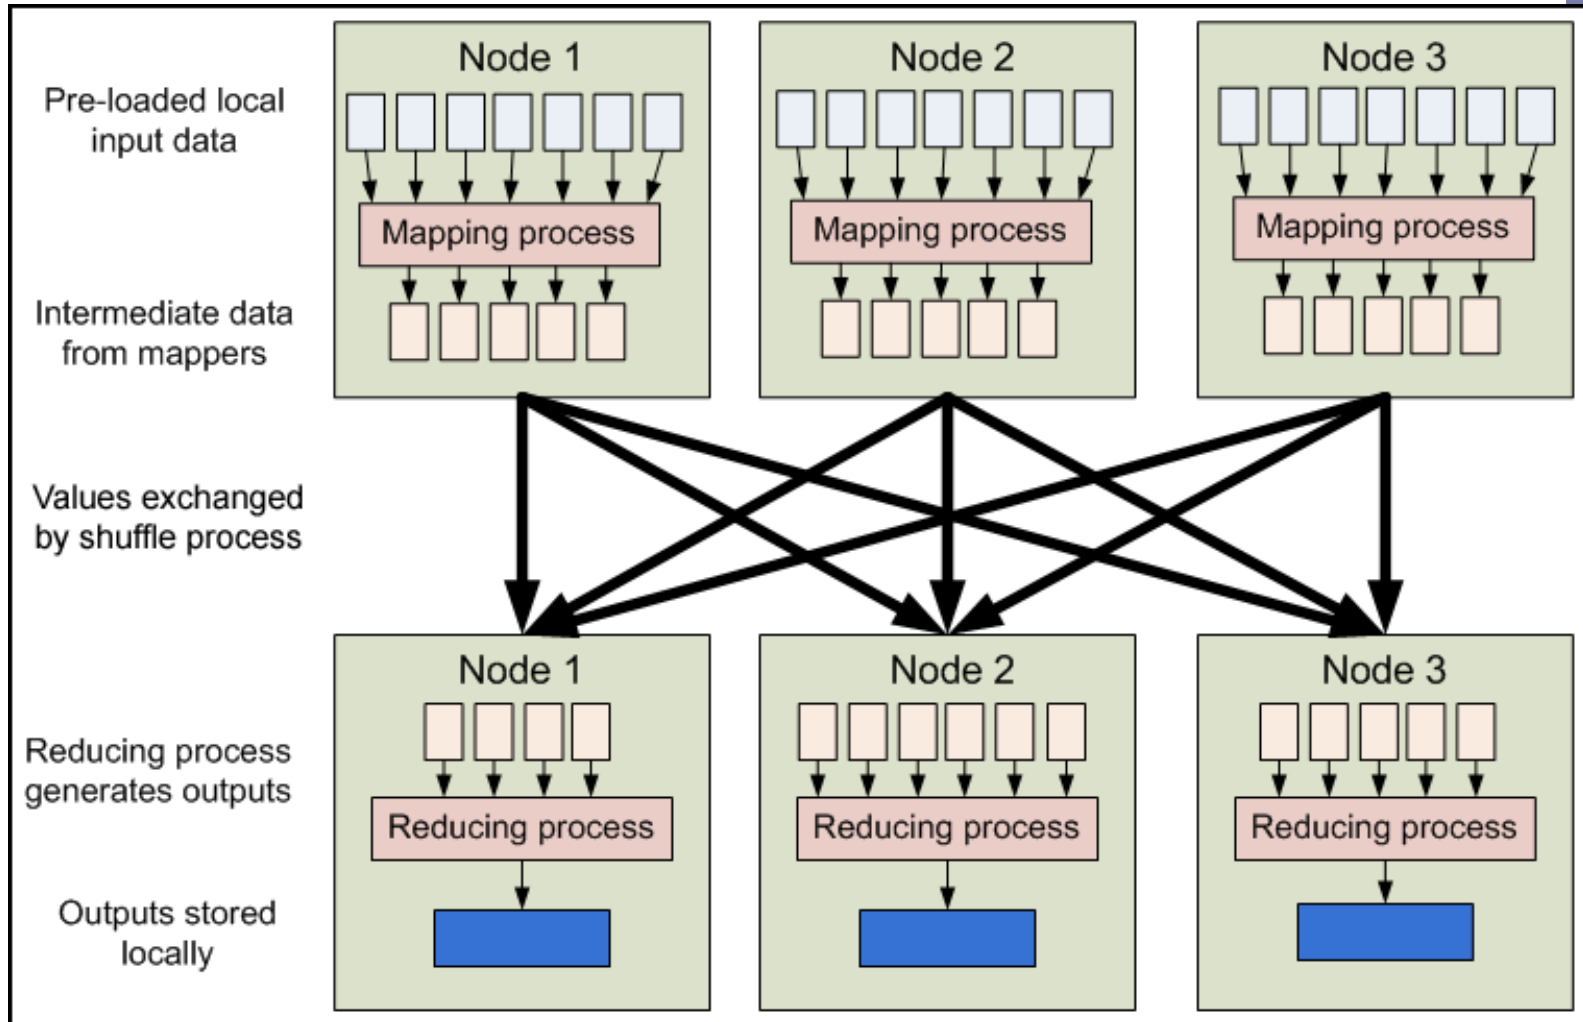 Node 1
Node 2
Node 3
Pre-loaded local
input data
Mapping process
Mapping process
Mapping process
Intermediate data
from mappers
Values exchanged
by shuffle process
Node 1
Node 2
Node 3
Reducing process
generates outputs
Reducing process
Reducing process
Reducing process
Outputs stored
locally